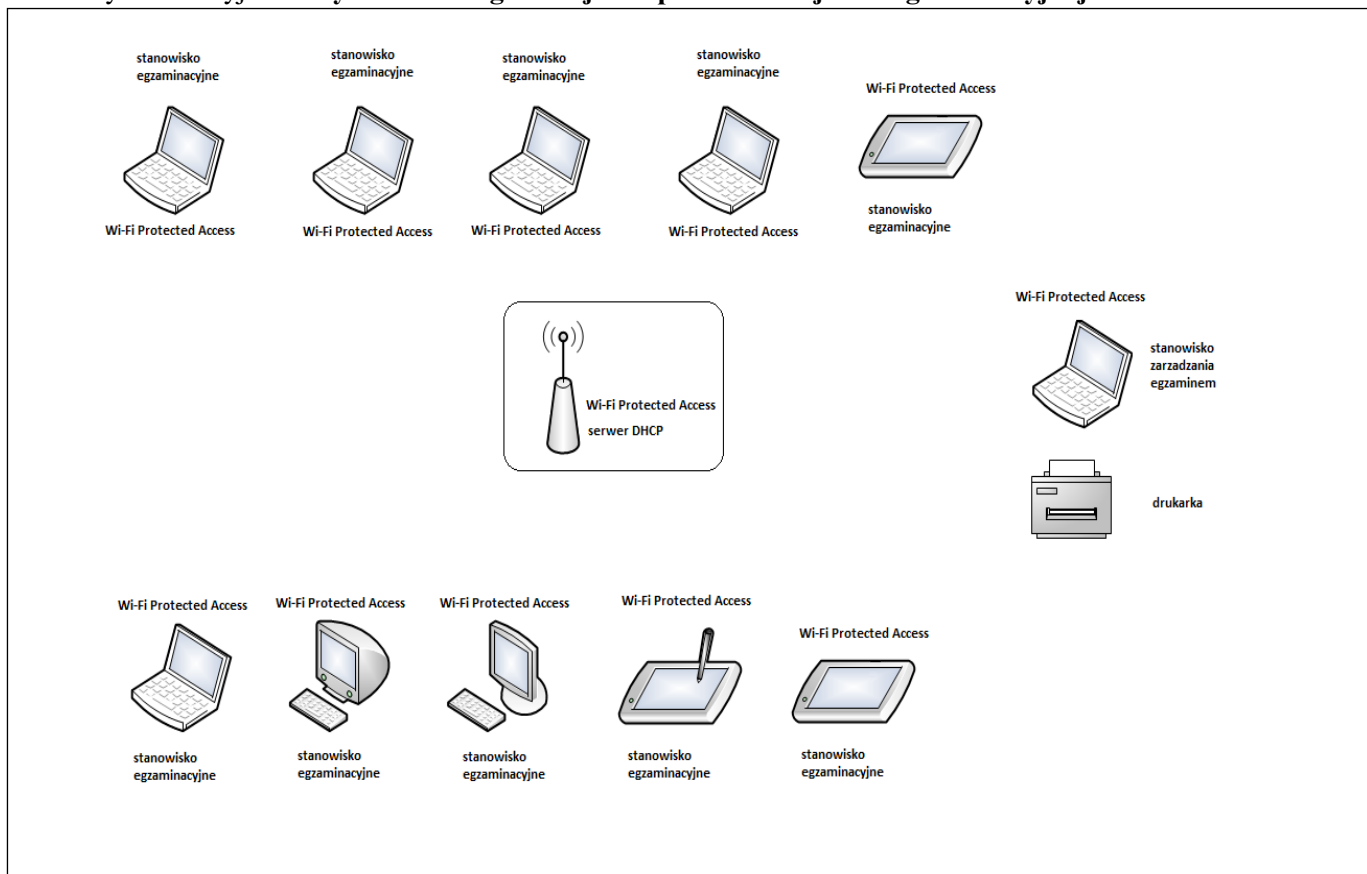 stanowisko
egzaminacyjne
stanowisko
egzaminacyjne
stanowisko
egzaminacyjne
stanowisko
egzaminacyjne
Wi-Fi Protected Access
Wi-Fi Protected Access
Wi-Fi Protected Access
Wi-Fi Protected Access
Wi-Fi Protected Access
stanowisko
egzaminacyjne
Wi-Fi Protected Access
stanowisko
zarzadzania
egzaminem
Wi-Fi Protected Access
serwer DHCP
drukarka
Wi-Fi Protected Access
Wi-Fi Protected Access
Wi-Fi Protected Access
Wi-Fi Protected Access
Wi-Fi Protected Access
stanowisko
egzaminacyjne
stanowisko
egzaminacyjne
stanowisko
egzaminacyjne
stanowisko
egzaminacyjne
stanowisko
egzaminacyjne